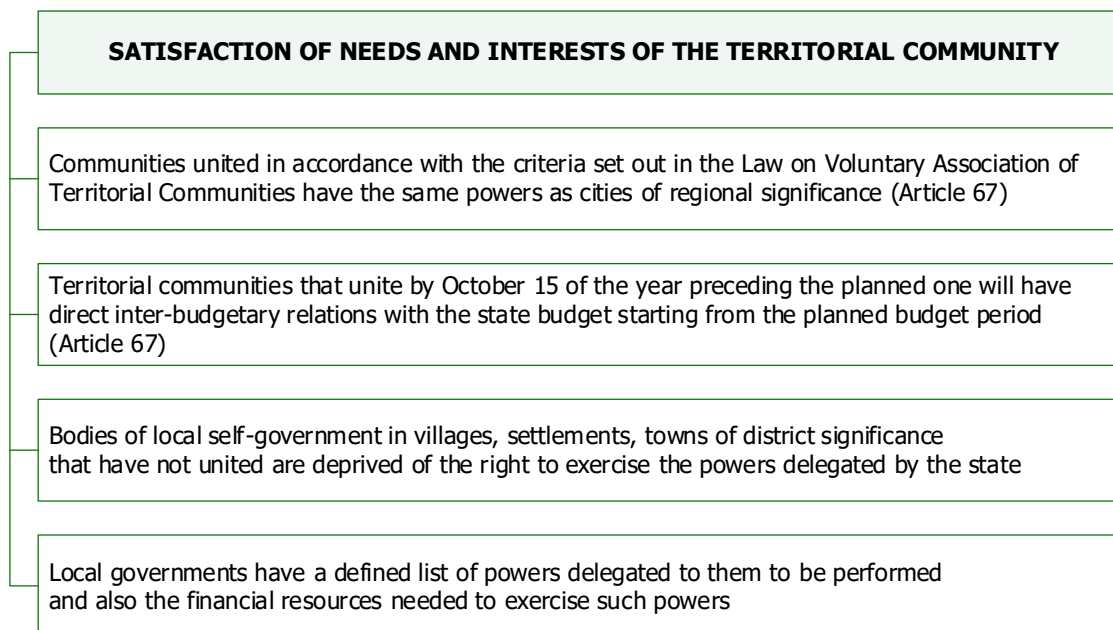 SATISFACTION OF NEEDS AND INTERESTS OF THE TERRITORIAL COMMUNITY
Communities united in accordance with the criteria set out in the Law on Voluntary Association of
Territorial Communities have the same powers as cities of regional significance (Article 67)
Territorial communities that unite by October 15 of the year preceding the planned one will have
direct inter-budgetary relations with the state budget starting from the planned budget period
(Article 67)
Bodies of local self-government in villages, settlements, towns of district significance
that have not united are deprived of the right to exercise the powers delegated by the state
Local governments have a defined list of powers delegated to them to be performed
and also the financial resources needed to exercise such powers